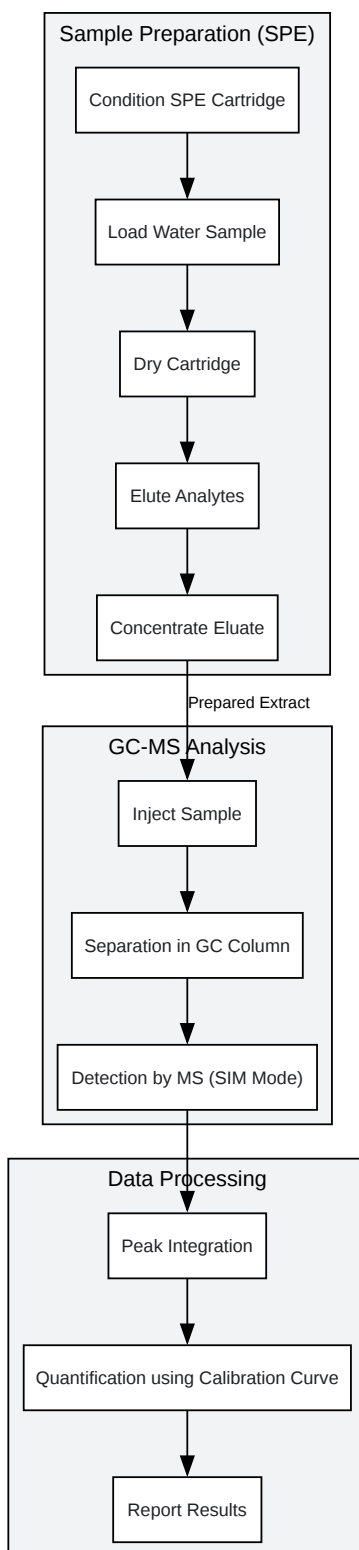 Sample Preparation (SPE)
Condition SPE Cartridge
Load Water Sample
Dry Cartridge
Elute Analytes
Concentrate Eluate
Prepared Extract
GC-MS Analysis
Inject Sample
Separation in GC Column
Detection by MS (SIM Mode)
Data Processing
Peak Integration
Quantification using Calibration Curve
Report Results